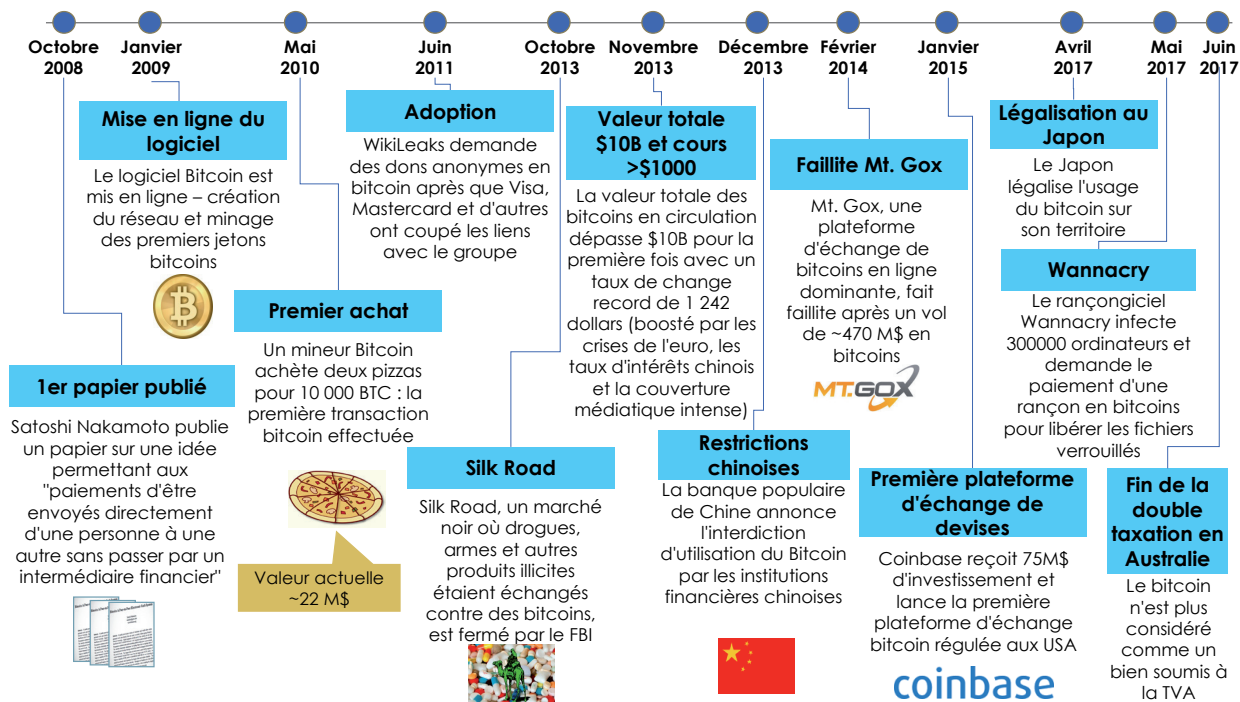 Octobre
2008
Janvier
2009
Mai
2010
Juin
2011
Octobre
2013
Novembre
2013
Décembre
2013
Février
2014
Janvier
2015
Avril
2017
Mai
2017
Juin
2017
Mise en ligne du
logiciel
Le logiciel Bitcoin est
mis en ligne – création
du réseau et minage
des premiers jetons
bitcoins
1er papier publié
Satoshi Nakamoto publie
un papier sur une idée
permettant aux
"paiements d'être
envoyés directement
d'une personne à une
autre sans passer par un
intermédiaire financier"
Premier achat
Un mineur Bitcoin
achète deux pizzas
pour 10 000 BTC : la
première transaction
bitcoin effectuée
Valeur actuelle
~22 M$
Adoption
WikiLeaks demande
des dons anonymes en
bitcoin après que Visa,
Mastercard et d'autres
ont coupé les liens
avec le groupe
Silk Road
Silk Road, un marché
noir où drogues,
armes et autres
produits illicites
étaient échangés
contre des bitcoins,
est fermé par le FBI
Valeur totale
$10B et cours
>$1000
La valeur totale des
bitcoins en circulation
dépasse $10B pour la
première fois avec un
taux de change
record de 1 242
dollars (boosté par les
crises de l'euro, les
taux d'intérêts chinois
et la couverture
médiatique intense)
Restrictions
chinoises
La banque populaire
de Chine annonce
l'interdiction
d'utilisation du Bitcoin
par les institutions
financières chinoises
Faillite Mt. Gox
Mt. Gox, une
plateforme
d'échange de
bitcoins en ligne
dominante, fait
faillite après un vol
de ~470 M$ en
bitcoins
MT.GOX
Première plateforme
d'échange de
devises
Coinbase reçoit 75M$
d'investissement et
lance la première
plateforme d'échange
bitcoin régulée aux USA
coinbase
Légalisation au
Japon
Le Japon
légalise l'usage
du bitcoin sur
son territoire
Wannacry
Le rançongiciel
Wannacry infecte
300000 ordinateurs et
demande le
paiement d'une
rançon en bitcoins
pour libérer les fichiers
verrouillés
Fin de la
double
taxation en
Australie
Le bitcoin
n'est plus
considéré
comme un
bien soumis à
la TVA